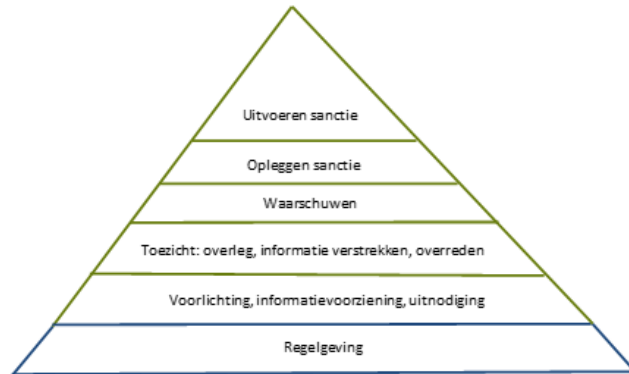 Uitvoeren sanctie
Opleggen sanctie
Waarschuwen
Toezicht: overleg, informatie verstrekken, overreden
Voorlichting, informatievoorziening, uitnodiging
Regelgeving